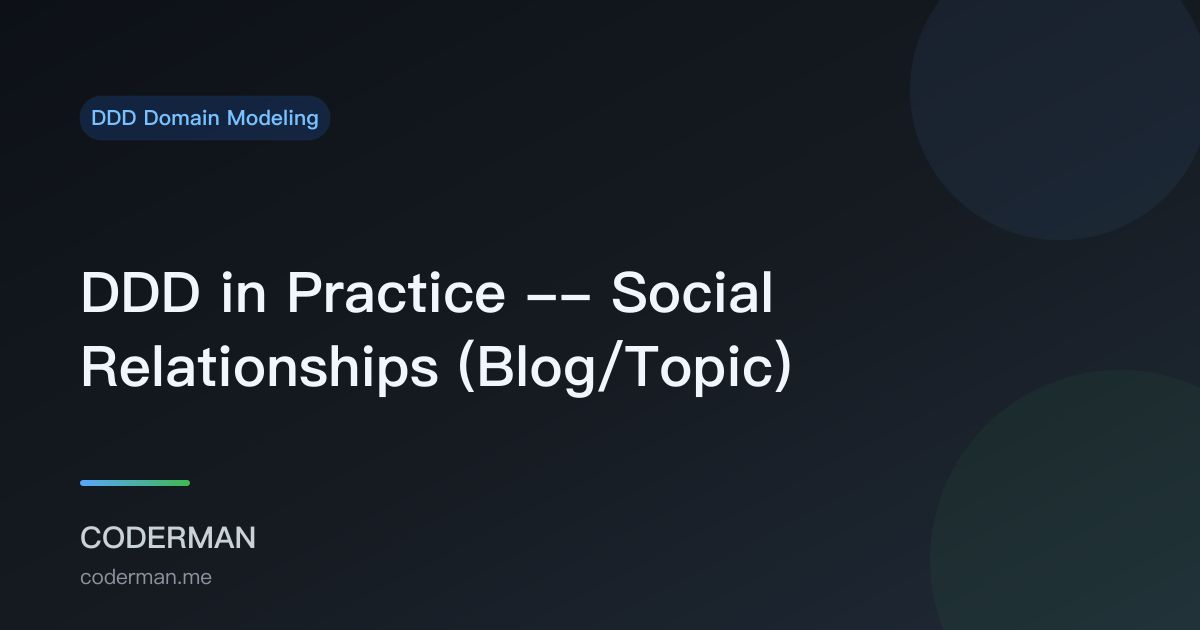 DDD Domain Modeling
DDD in Practice -- Social
Relationships (Blog/Topic)
CODERMAN
coderman.me